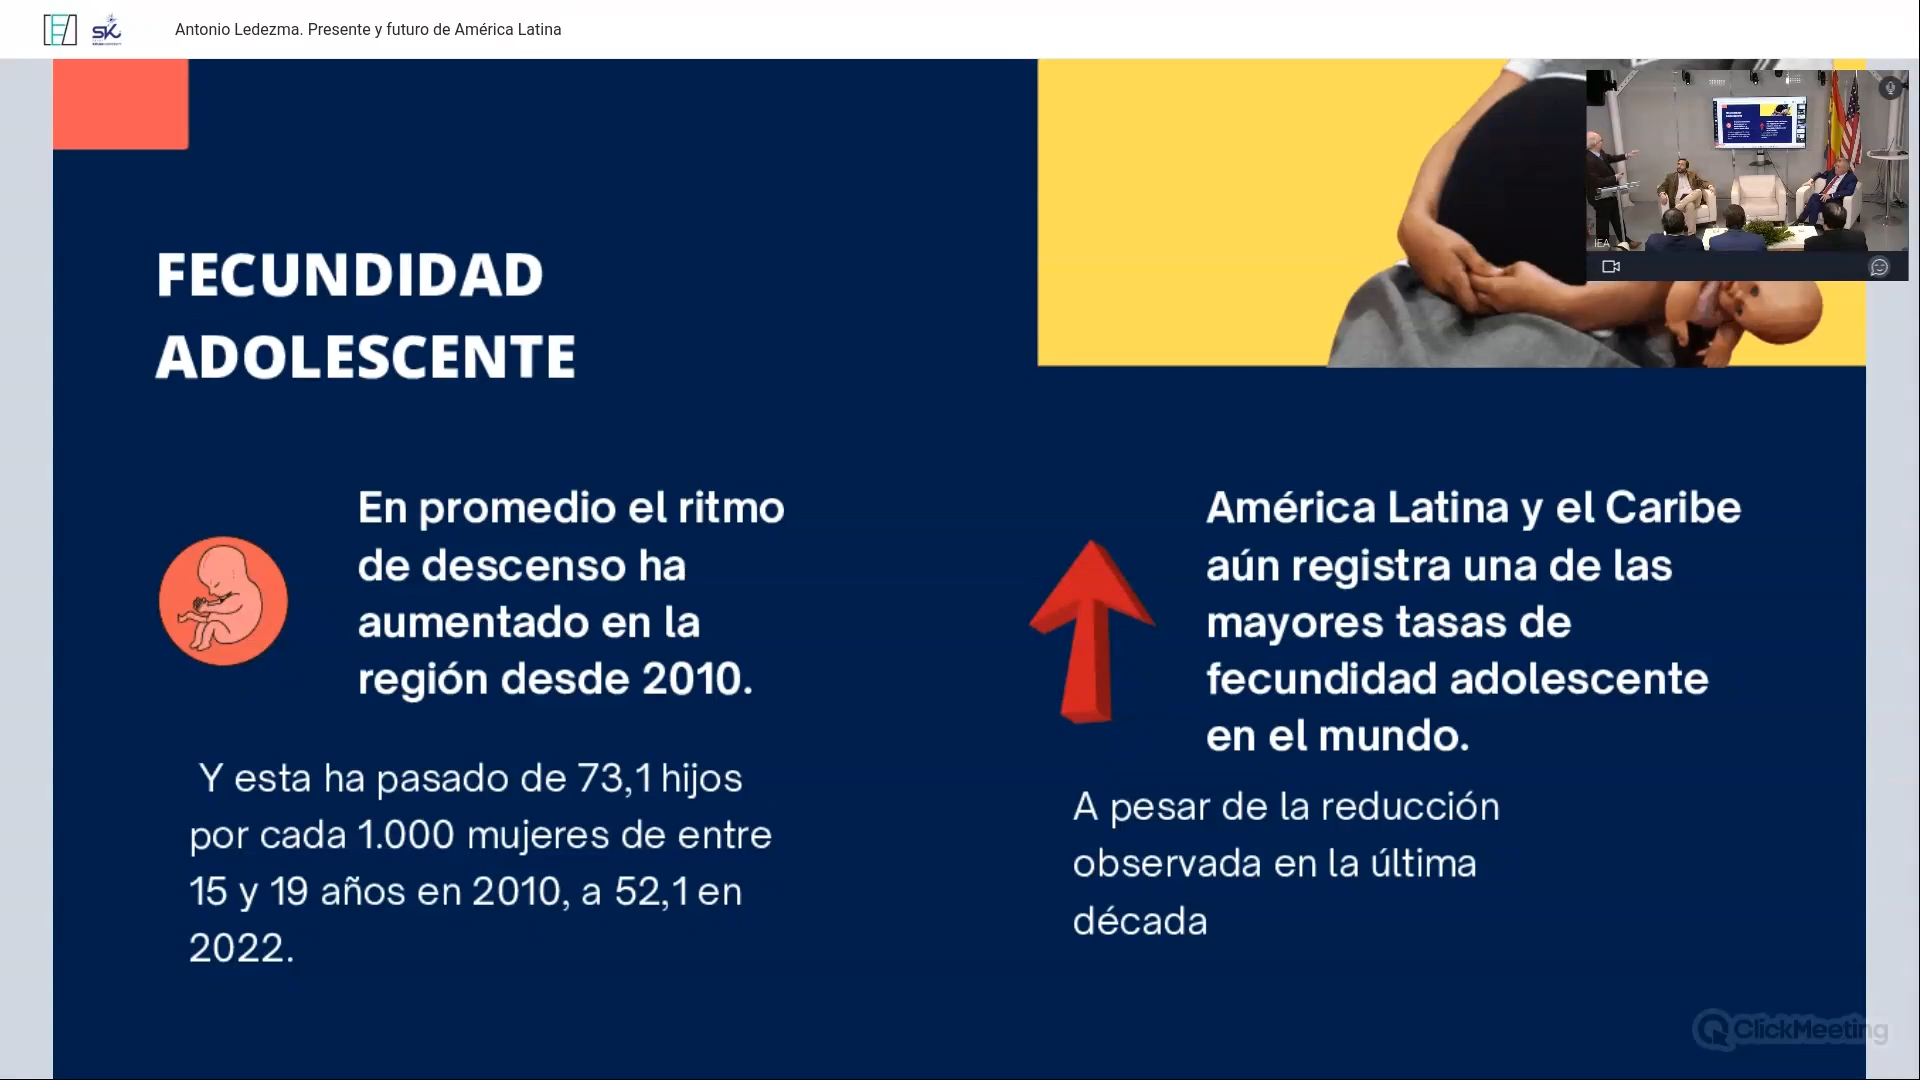 Antonio Ledezma. Presente y futuro de América Latina
IEA
FECUNDIDAD
ADOLESCENTE
En promedio el ritmo
de descenso ha
aumentado en la
región desde 2010.
Y esta ha pasado de 73,1 hijos
por cada 1.000 mujeres de entre
15 y 19 años en 2010, a 52,1 en
2022.
América Latina y el Caribe
aún registra una de las
mayores tasas de
fecundidad adolescente
en el mundo.
A pesar de la reducción
observada en la última
década
ClickMeeting